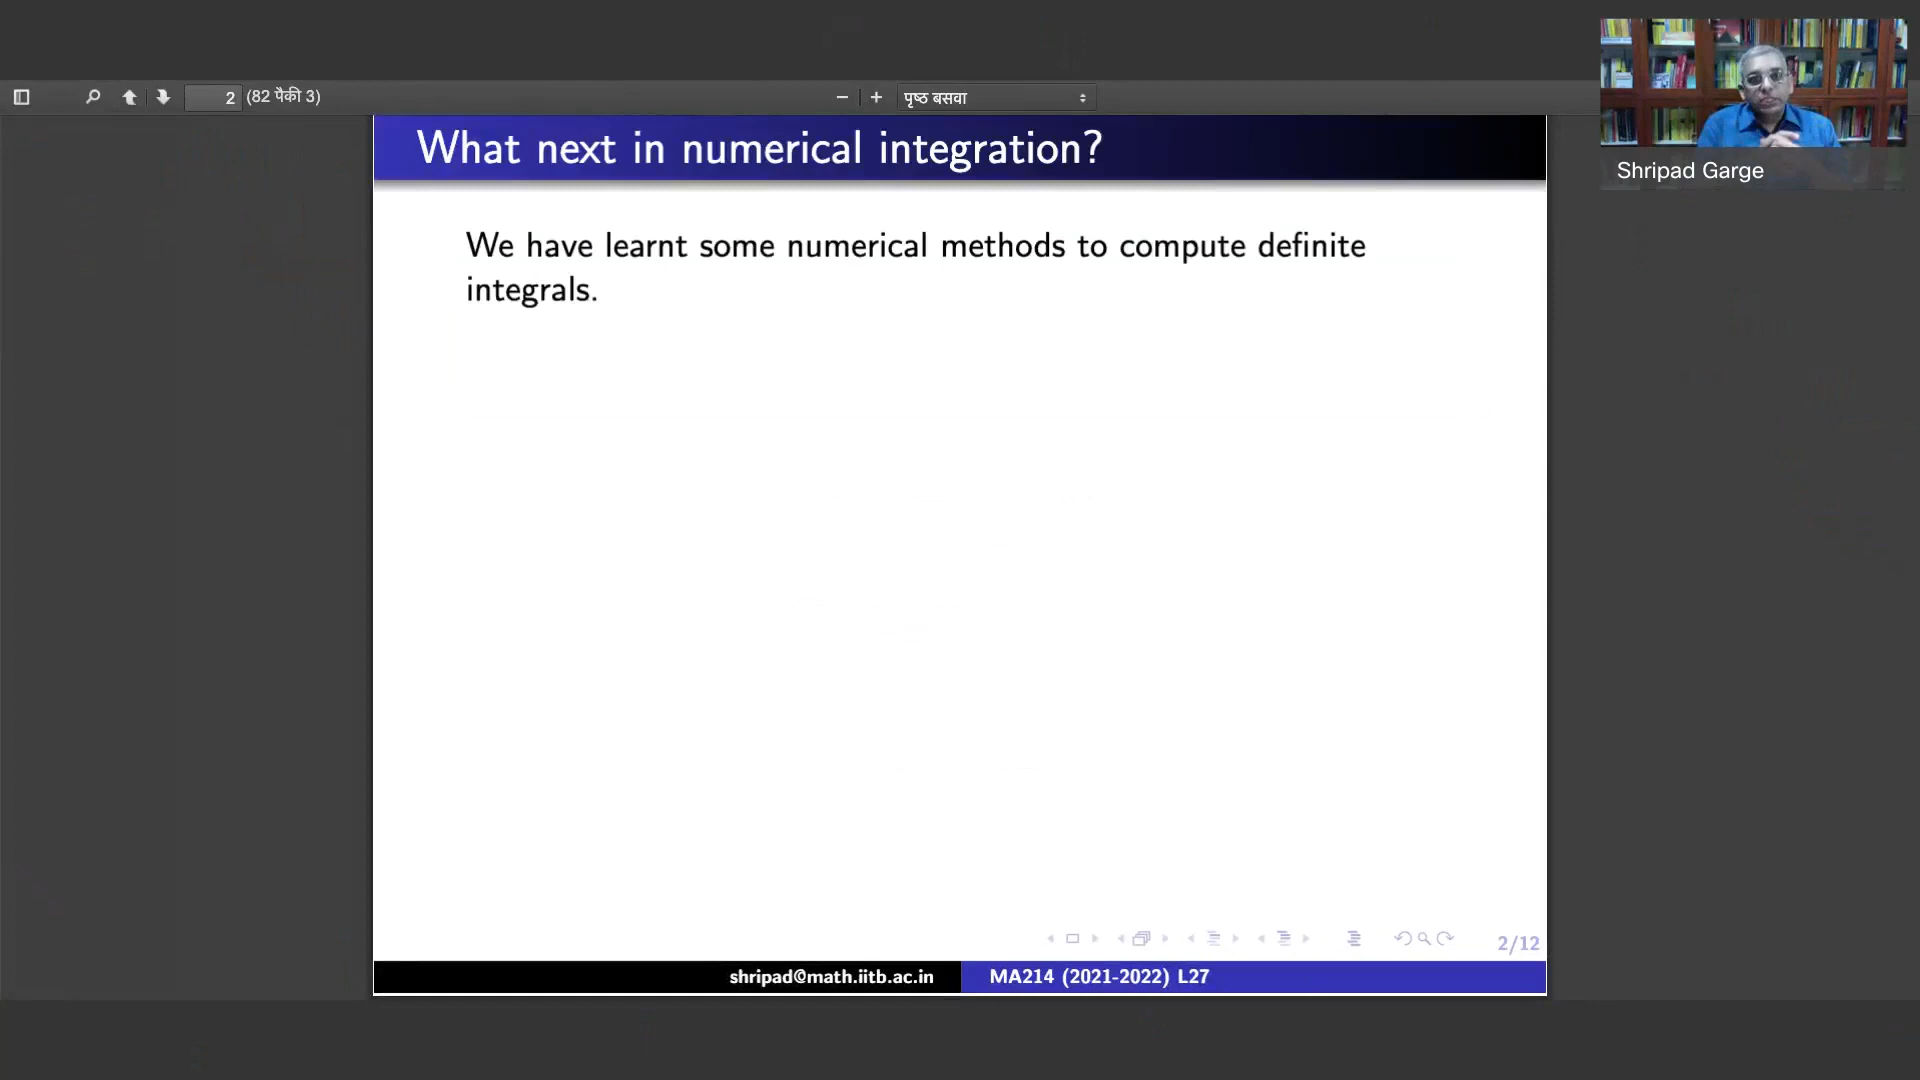 2 (82 पैकी 3)
पृष्ठ बसवा
Shripad Garge
What next in numerical integration?
We have learnt some numerical methods to compute definite
integrals.
2/12
shripad@math.iitb.ac.in MA214 (2021-2022) L27